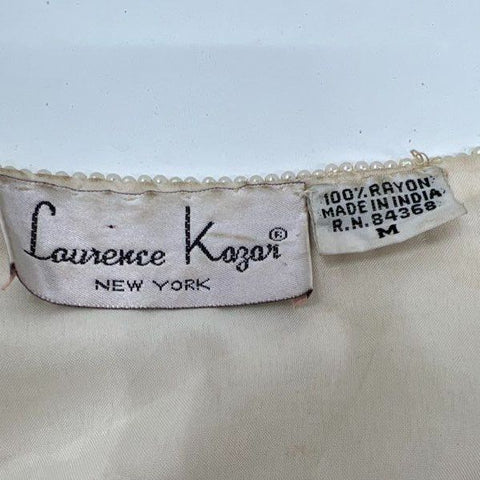 Laurence Kazar®
NEW YORK
100% RAYON
MADE IN INDIA
R.N. 84368
M